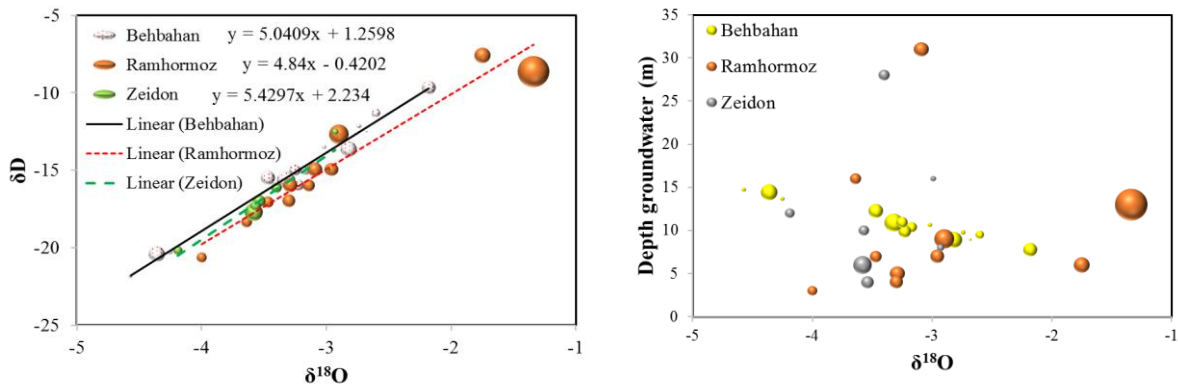 -5
-10
-15
-20
-25
δD
Behbahan y = 5.0409x + 1.2598
Ramhormoz y = 4.84x - 0.4202
Zeidon y = 5.4297x + 2.234
Linear (Behbahan)
Linear (Ramhormoz)
Linear (Zeidon)
-5 -4 -3 -2 -1
δ¹⁸O
35
30
25
20
15
10
5
0
Depth groundwater (m)
Behbahan
Ramhormoz
Zeidon
-5 -4 -3 -2 -1
δ¹⁸O